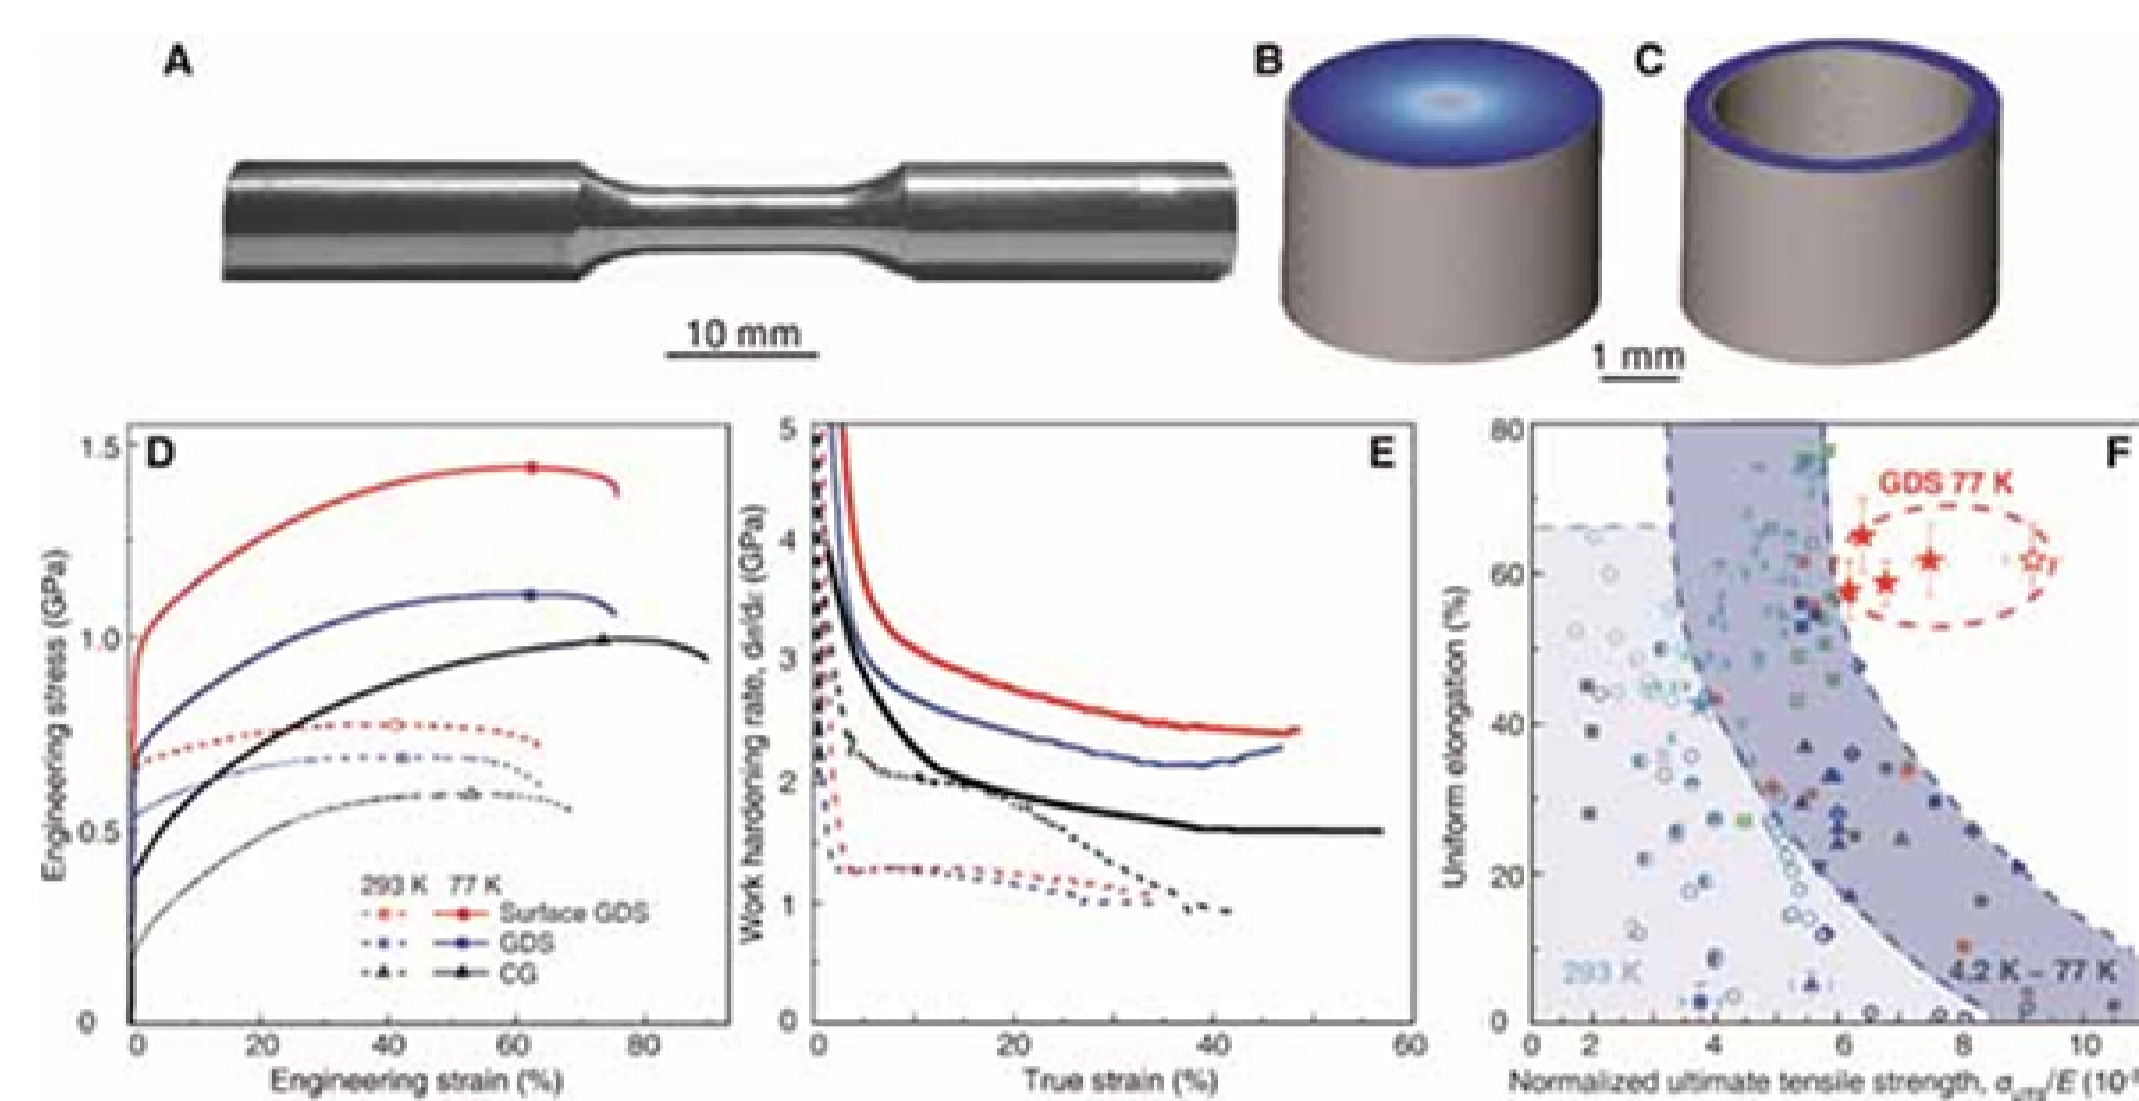 A
B
C
10 mm
1 mm
D
1.5
1.0
0.5
0
Engineering stress (GPa)
293 K 77 K
Surface GDS
GDS
CG
0 20 40 60 80
Engineering strain (%)
E
5
4
3
2
1
0
Work hardening rate, dσ/dε (GPa)
0 20 40 60
True strain (%)
F
80
60
40
20
0
Uniform elongation (%)
GDS 77 K
293 K
4.2 K – 77 K
0 2 4 6 8 10
Normalized ultimate tensile strength, σuts/E (10